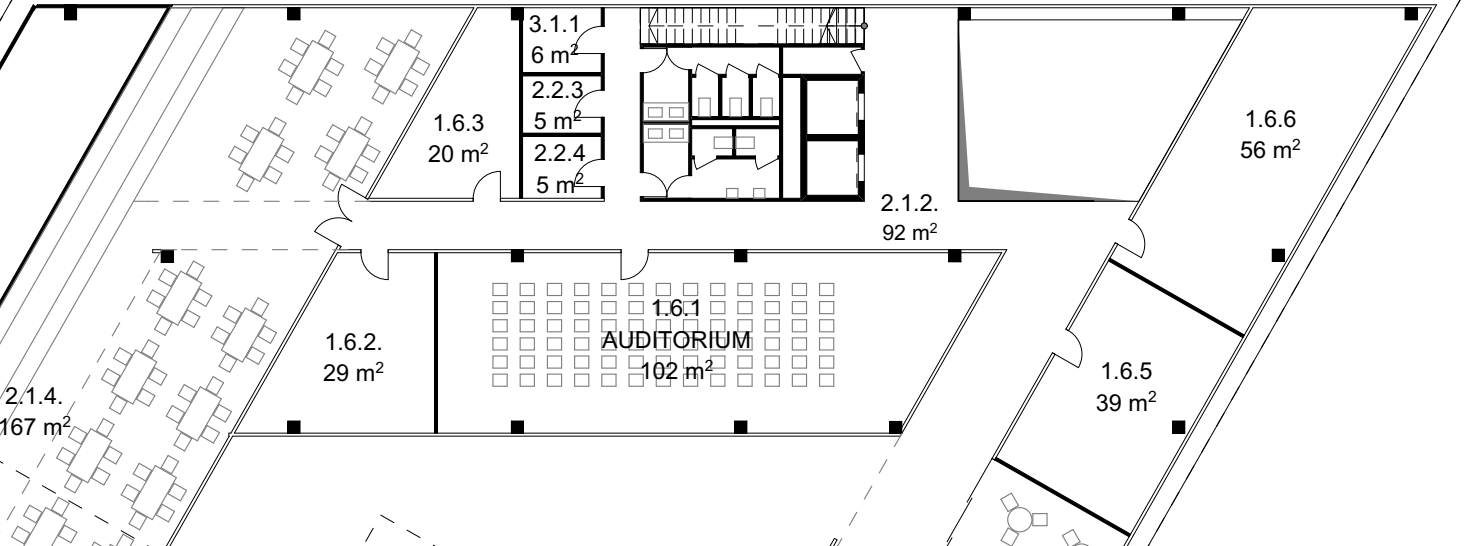 3.1.1
6 m²
2.2.3
5 m²
2.2.4
5 m²
1.6.3
20 m²
1.6.6
56 m²
2.1.2.
92 m²
1.6.1
AUDITORIUM
102 m²
1.6.2.
29 m²
1.6.5
39 m²
2.1.4.
167 m²